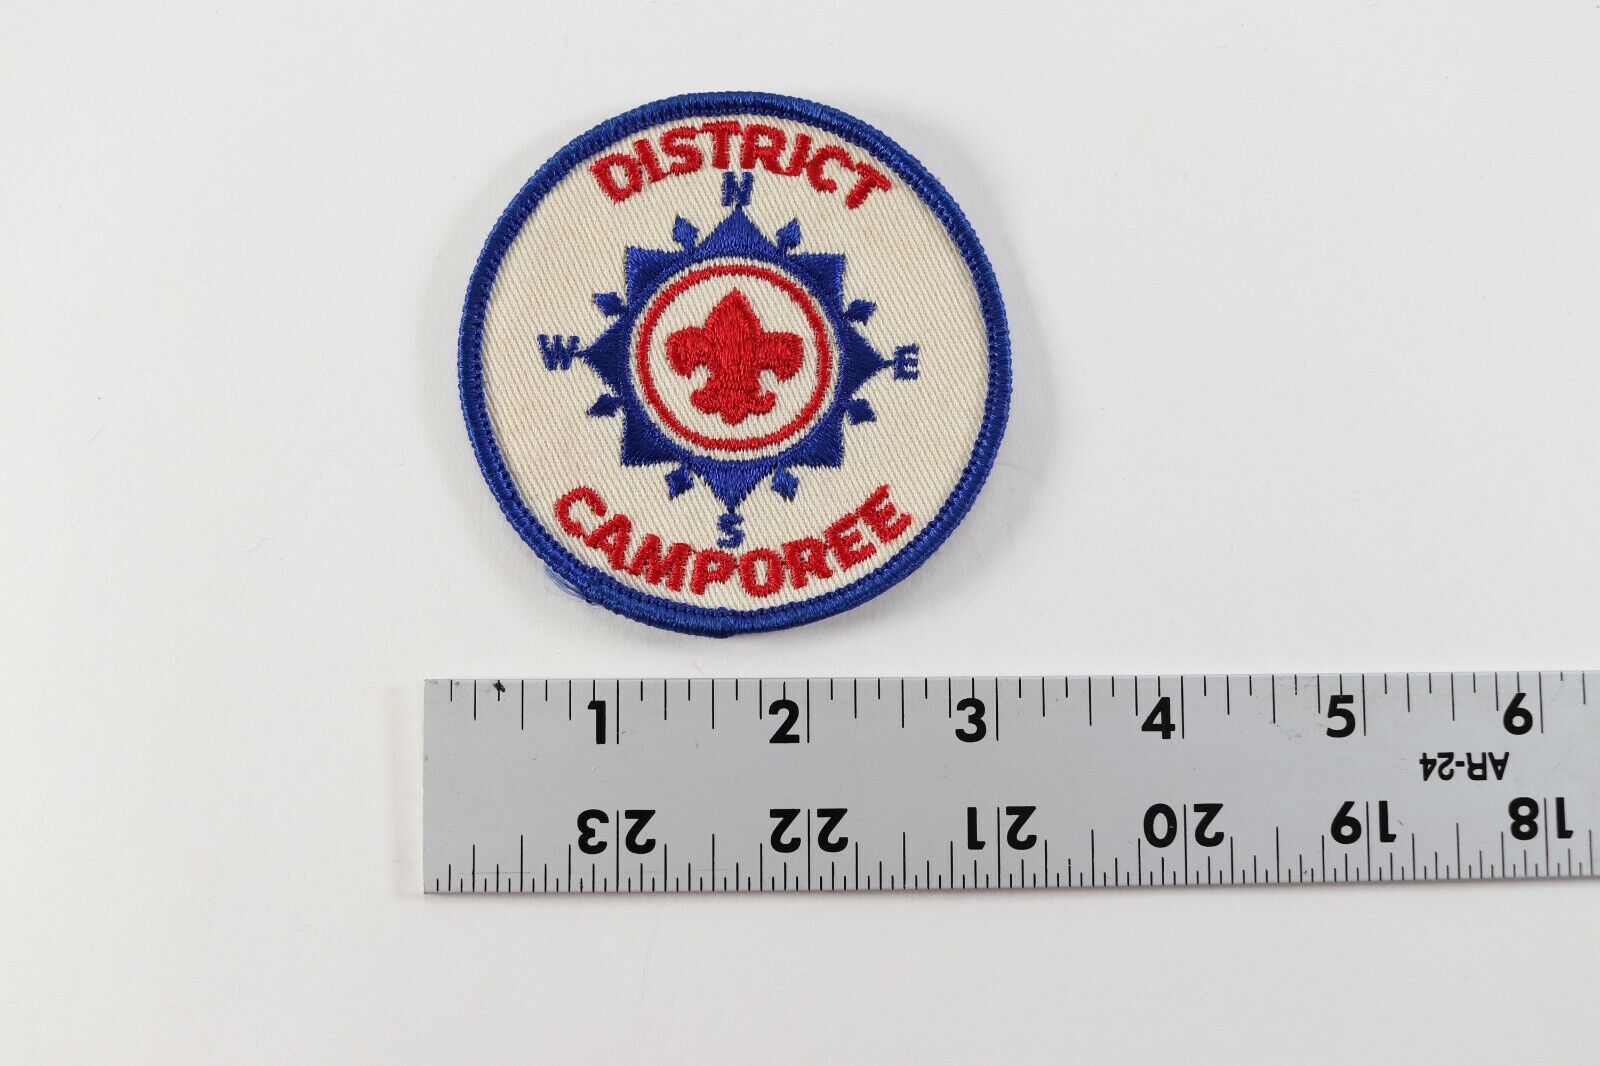 DISTRICT
N
W E
S
CAMPOREE
1 2 3 4 5 6
AR-24
23 22 21 20 19 18